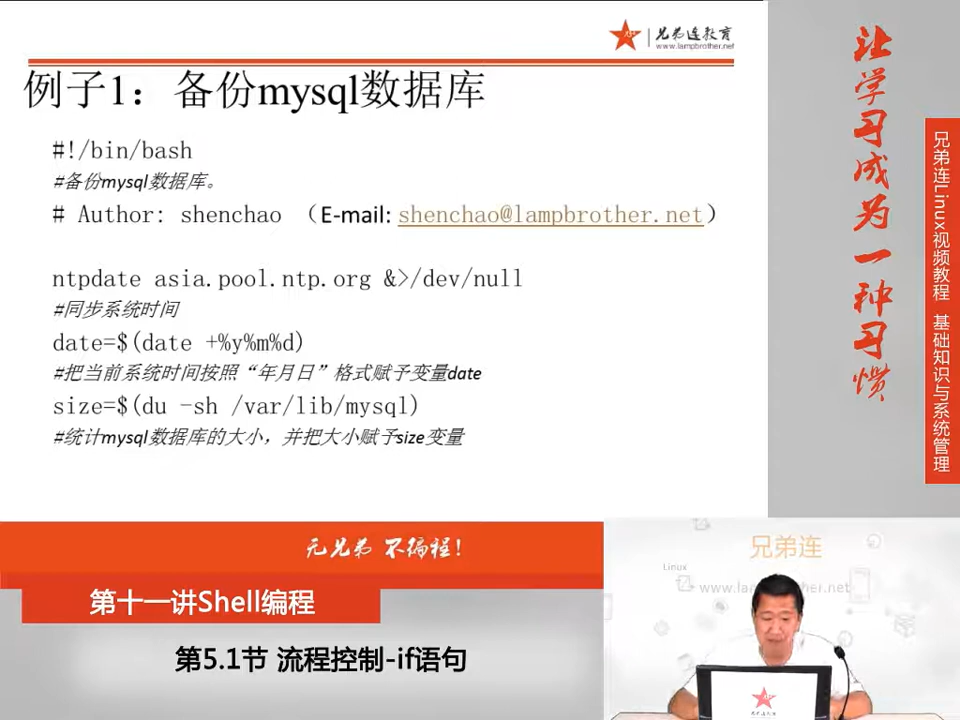 兄弟连教育
www.lampbrother.net
例子1：备份mysql数据库
#!/bin/bash
#备份mysql数据库。
# Author: shenchao （E-mail: shenchao@lampbrother.net）
ntpdate asia.pool.ntp.org &>/dev/null
#同步系统时间
date=$(date +%y%m%d)
#把当前系统时间按照“年月日”格式赋予变量date
size=$(du -sh /var/lib/mysql)
#统计mysql数据库的大小，并把大小赋予size变量
让学习成为一种习惯
兄弟连Linux视频教程 基础知识与系统管理
无兄弟 不编程！
第十一讲Shell编程
第5.1节 流程控制-if语句
兄弟连
Linux